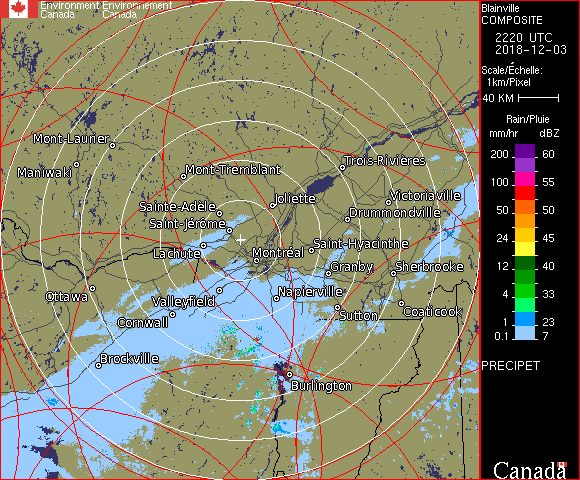 Environment Environnement
Canada Canada
Blainville
COMPOSITE
2220 UTC
2018-12-03
Scale/Échelle:
1km/Pixel
40 KM
Rain/Pluie
mm/hr dBZ
200 60
100 55
50 50
24 45
12 40
4 33
1 23
0.1 7
PRECIPET
Mont-Laurier
Maniwaki
Mont-Tremblant
Trois-Rivières
Joliette
Victoriaville
Sainte-Adèle
Drummondville
Saint-Jérôme
Saint-Hyacinthe
Lachute
Montréal
Granby
Sherbrooke
Ottawa
Valleyfield
Napierville
Coaticook
Cornwall
Sutton
Brockville
Burlington
Canada